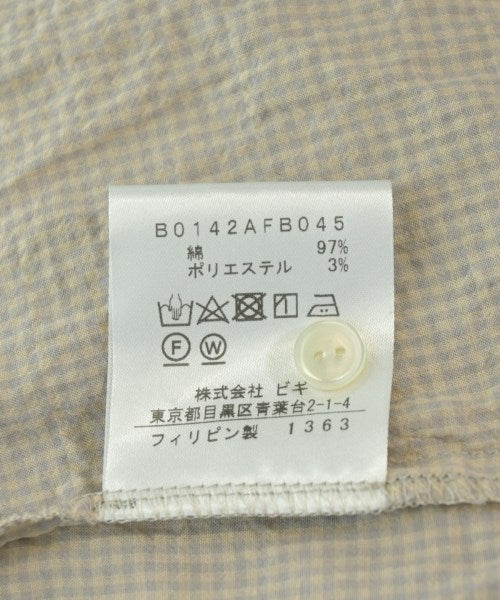 B0142AFB045
綿 97%
ポリエステル 3%
F W
株式会社 ビギ
東京都目黒区青葉台2-1-4
フィリピン製 1363